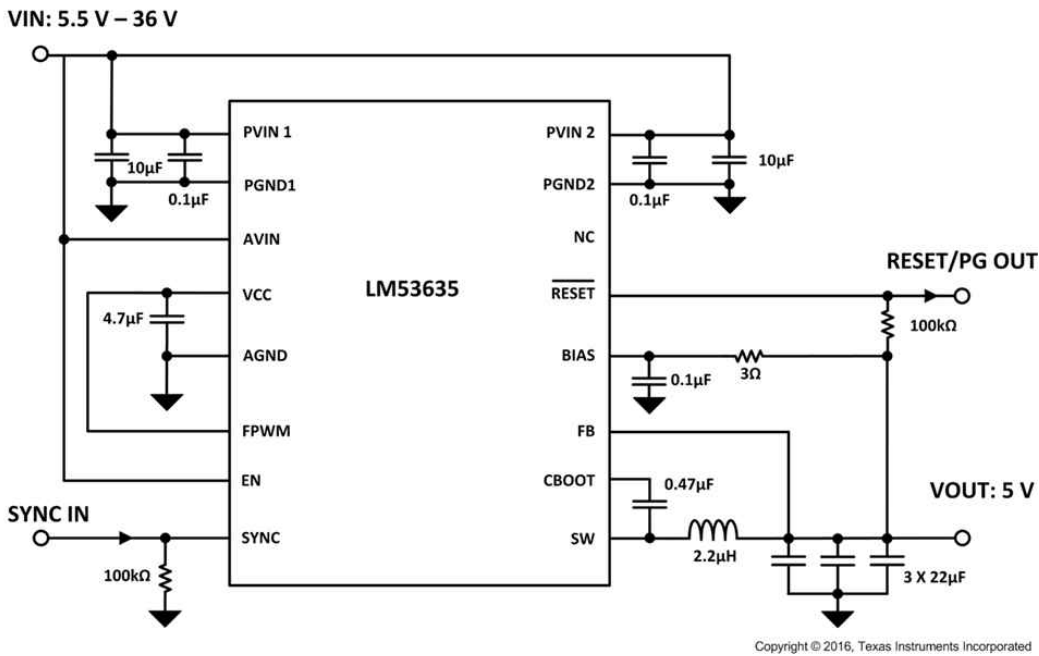 VIN: 5.5 V – 36 V
PVIN 1
PVIN 2
10µF
10µF
PGND1
PGND2
0.1µF
0.1µF
AVIN
NC
RESET/PG OUT
LM53635
VCC
RESET
4.7µF
100kΩ
AGND
BIAS
0.1µF
3Ω
FPWM
FB
EN
CBOOT
0.47µF
VOUT: 5 V
SYNC IN
SYNC
SW
2.2µH
100kΩ
3 X 22µF
Copyright © 2016, Texas Instruments Incorporated